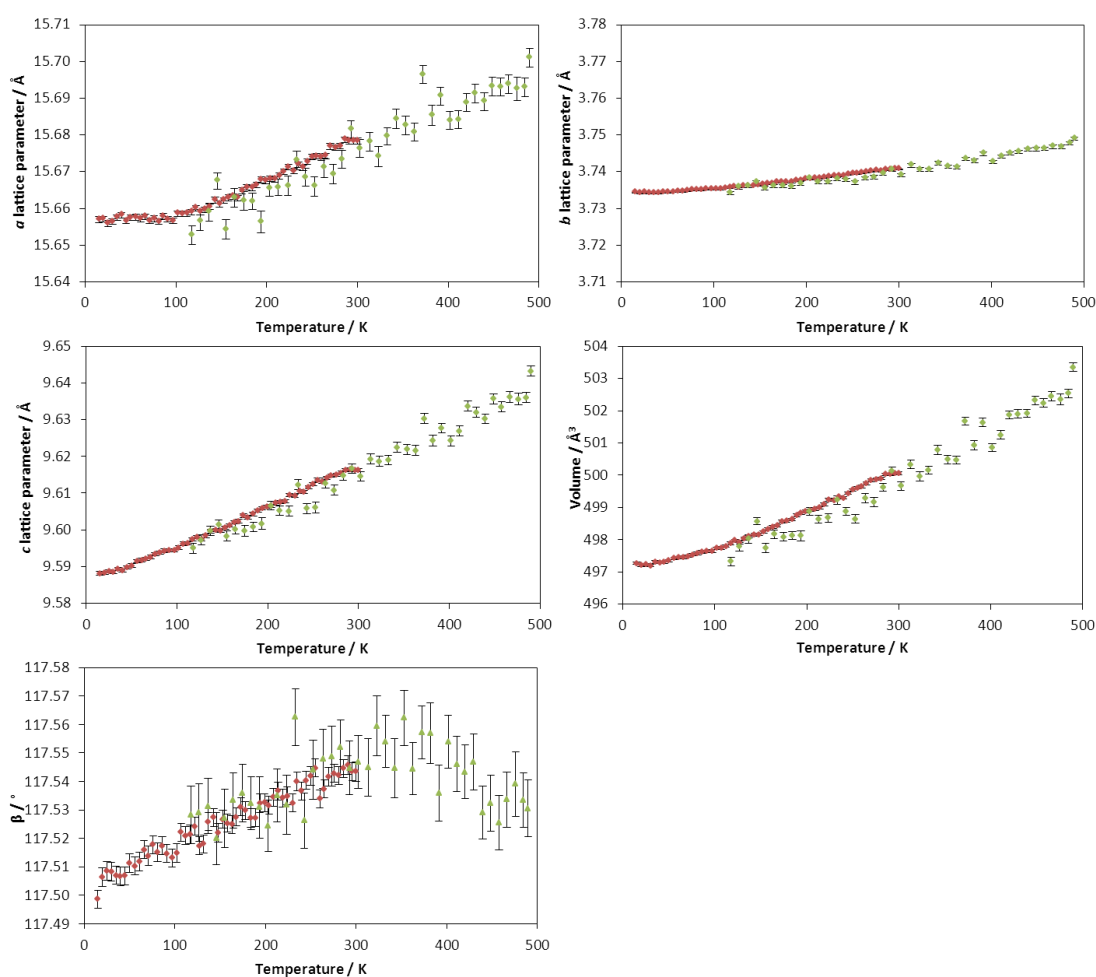 15.71
15.70
15.69
15.68
15.67
15.66
15.65
15.64
a lattice parameter / Å
0 100 200 300 400 500
Temperature / K
3.78
3.77
3.76
3.75
3.74
3.73
3.72
3.71
b lattice parameter / Å
0 100 200 300 400 500
Temperature / K
9.65
9.64
9.63
9.62
9.61
9.60
9.59
9.58
c lattice parameter / Å
0 100 200 300 400 500
Temperature / K
504
503
502
501
500
499
498
497
496
Volume / Å³
0 100 200 300 400 500
Temperature / K
117.58
117.57
117.56
117.55
117.54
117.53
117.52
117.51
117.50
117.49
β / °
0 100 200 300 400 500
Temperature / K